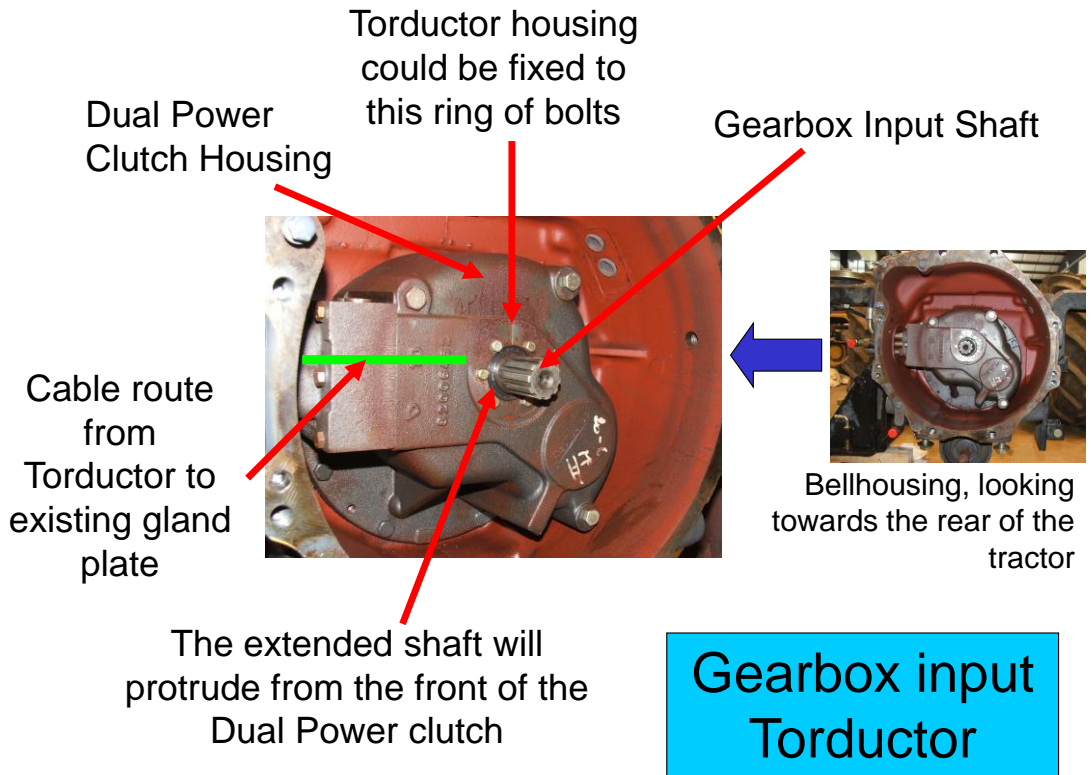 Torductor housing
could be fixed to
this ring of bolts
Dual Power
Clutch Housing
Gearbox Input Shaft
Cable route
from
Torductor to
existing gland
plate
Bellhousing, looking
towards the rear of the
tractor
The extended shaft will
protrude from the front of the
Dual Power clutch
Gearbox input
Torductor